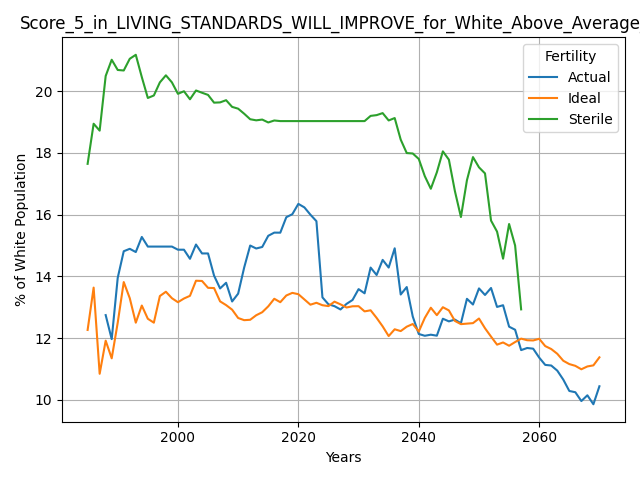 Score_5_in_LIVING_STANDARDS_WILL_IMPROVE_for_White_Above_Average
% of White Population
20
18
16
14
12
10
Fertility
Actual
Ideal
Sterile
2000
2020
2040
2060
Years